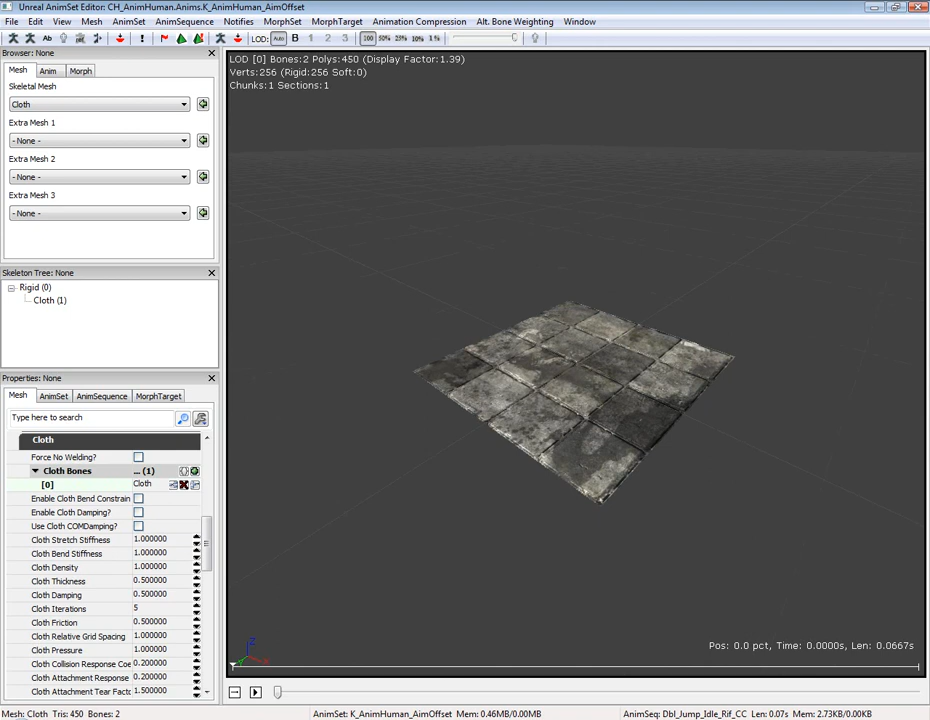 Unreal AnimSet Editor: CH_AnimHuman.Anims.K_AnimHuman_AimOffset
File Edit View Mesh AnimSet AnimSequence Notifies MorphSet MorphTarget Animation Compression Alt. Bone Weighting Window
Ab LOD: AUTO B 1 2 3 100 50% 25% 10% 1%
Browser: None
Mesh Anim Morph
Skeletal Mesh
Cloth
Extra Mesh 1
- None -
Extra Mesh 2
- None -
Extra Mesh 3
- None -
Skeleton Tree: None
Rigid (0)
Cloth (1)
Properties: None
Mesh AnimSet AnimSequence MorphTarget
Type here to search
Cloth
Force No Welding?
Cloth Bones ... (1)
[0] Cloth
Enable Cloth Bend Constrain
Enable Cloth Damping?
Use Cloth COMDamping?
Cloth Stretch Stiffness 1.000000
Cloth Bend Stiffness 1.000000
Cloth Density 1.000000
Cloth Thickness 0.500000
Cloth Damping 0.500000
Cloth Iterations 5
Cloth Friction 0.500000
Cloth Relative Grid Spacing 1.000000
Cloth Pressure 1.000000
Cloth Collision Response Coe 0.200000
Cloth Attachment Response 0.200000
Cloth Attachment Tear Facto 1.500000
LOD [0] Bones:2 Polys:450 (Display Factor:1.39)
Verts:256 (Rigid:256 Soft:0)
Chunks:1 Sections:1
Z
X
Y
Pos: 0.0 pct, Time: 0.0000s, Len: 0.0667s
Mesh: Cloth Tris: 450 Bones: 2
AnimSet: K_AnimHuman_AimOffset Mem: 0.46MB/0.00MB
AnimSeq: Dbl_Jump_Idle_Rif_CC Len: 0.07s Mem: 2.73KB/0.00KB